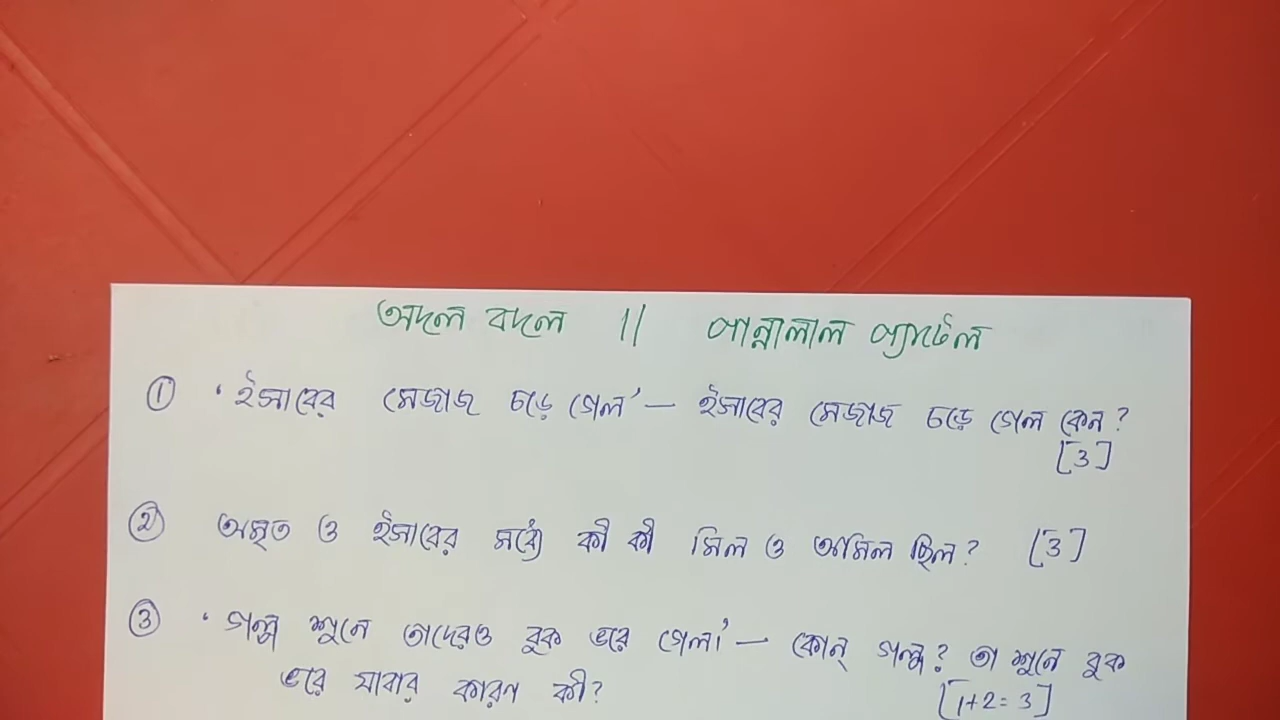 অদল বদল || পান্নালাল প্যাটেল
① 'ইসাবের মেজাজ চড়ে গেল' — ইসাবের মেজাজ চড়ে গেল কেন?
[3]
② অমৃত ও ইসাবের মধ্যে কী কী মিল ও অমিল ছিল? [3]
③ 'গল্প শুনে তাদেরও বুক ভরে গেল।' — কোন্ গল্প? তা শুনে বুক
ভরে যাবার কারণ কী? [1+2=3]